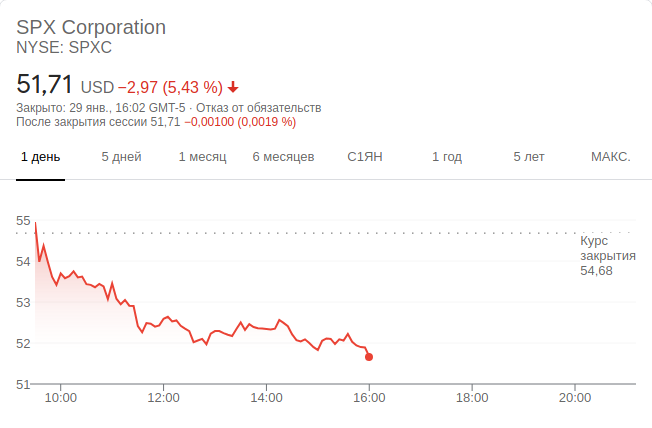 SPX Corporation
NYSE: SPXC
51,71 USD −2,97 (5,43 %)
Закрыто: 29 янв., 16:02 GMT-5 · Отказ от обязательств
После закрытия сессии 51,71 −0,00100 (0,0019 %)
1 день 5 дней 1 месяц 6 месяцев С1ЯН 1 год 5 лет МАКС.
55
Курс
закрытия
54,68
54
53
52
51
10:00 12:00 14:00 16:00 18:00 20:00